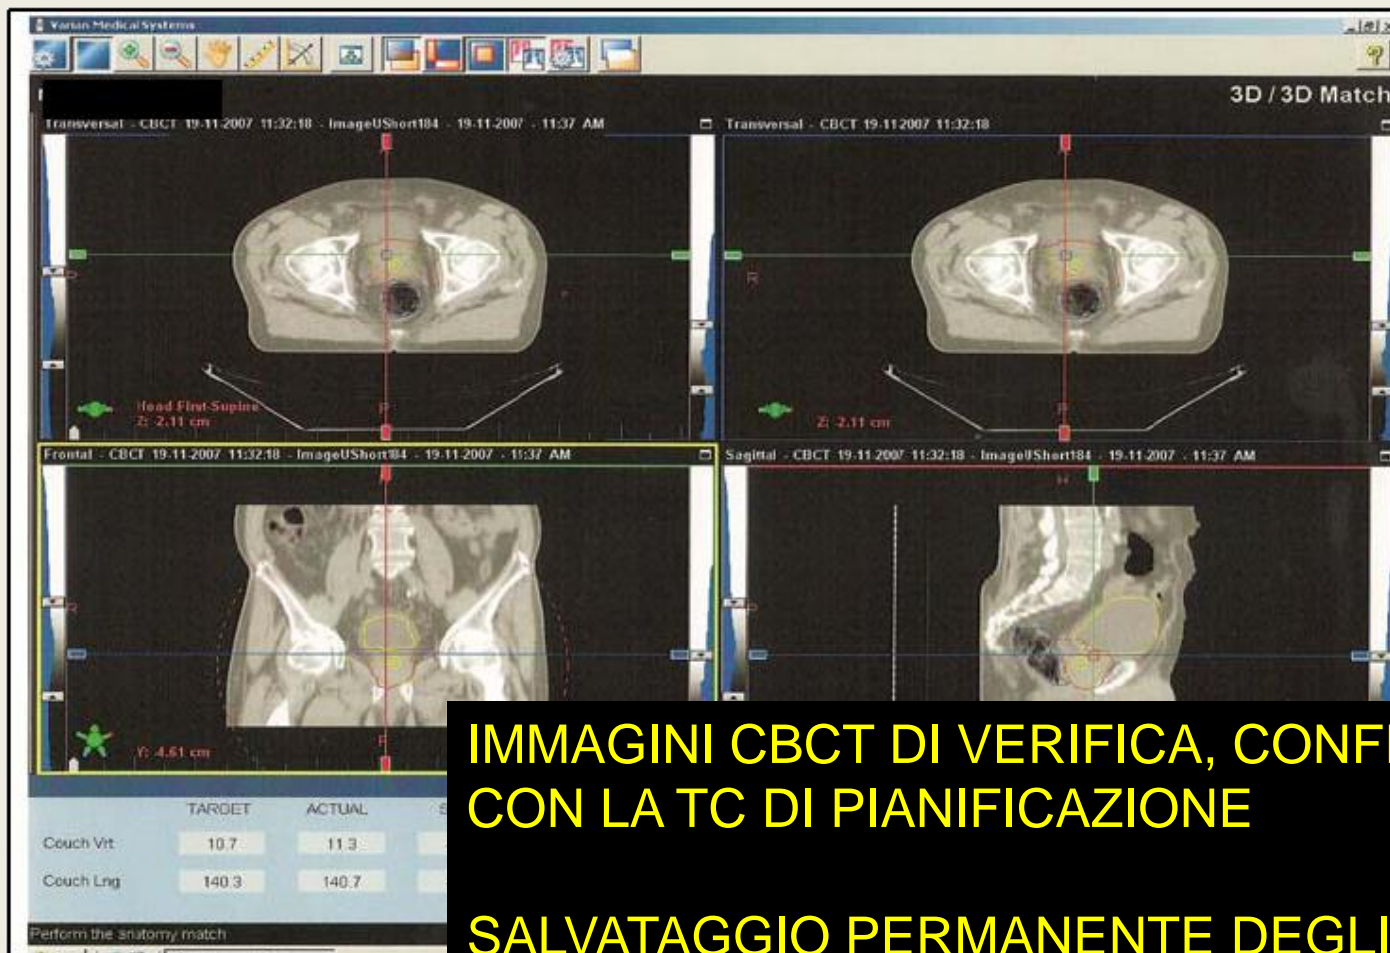 Varian Medical Systems
3D / 3D Match
Transversal - CBCT 19-11-2007 11:32:18 - ImageUShort184 - 19-11-2007 - 11:37 AM
Transversal - CBCT 19-11-2007 11:32:18
R
Head First-Supine
Z: -2.11 cm
P
Z: -2.11 cm
P
Frontal - CBCT 19-11-2007 11:32:18 - ImageUShort184 - 19-11-2007 - 11:37 AM
Sagittal - CBCT 19-11-2007 11:32:18 - ImageUShort184 - 19-11-2007 - 11:37 AM
H
Y: -4.61 cm
F
IMMAGINI CBCT DI VERIFICA,
CON LA TC DI PIANIFICAZIONE
TARGET ACTUAL
Couch Vrt 10.7 11.3
Couch Lng 140.3 140.7
SALVATAGGIO PERMANENTE DEGLI
Perform the anatomy match